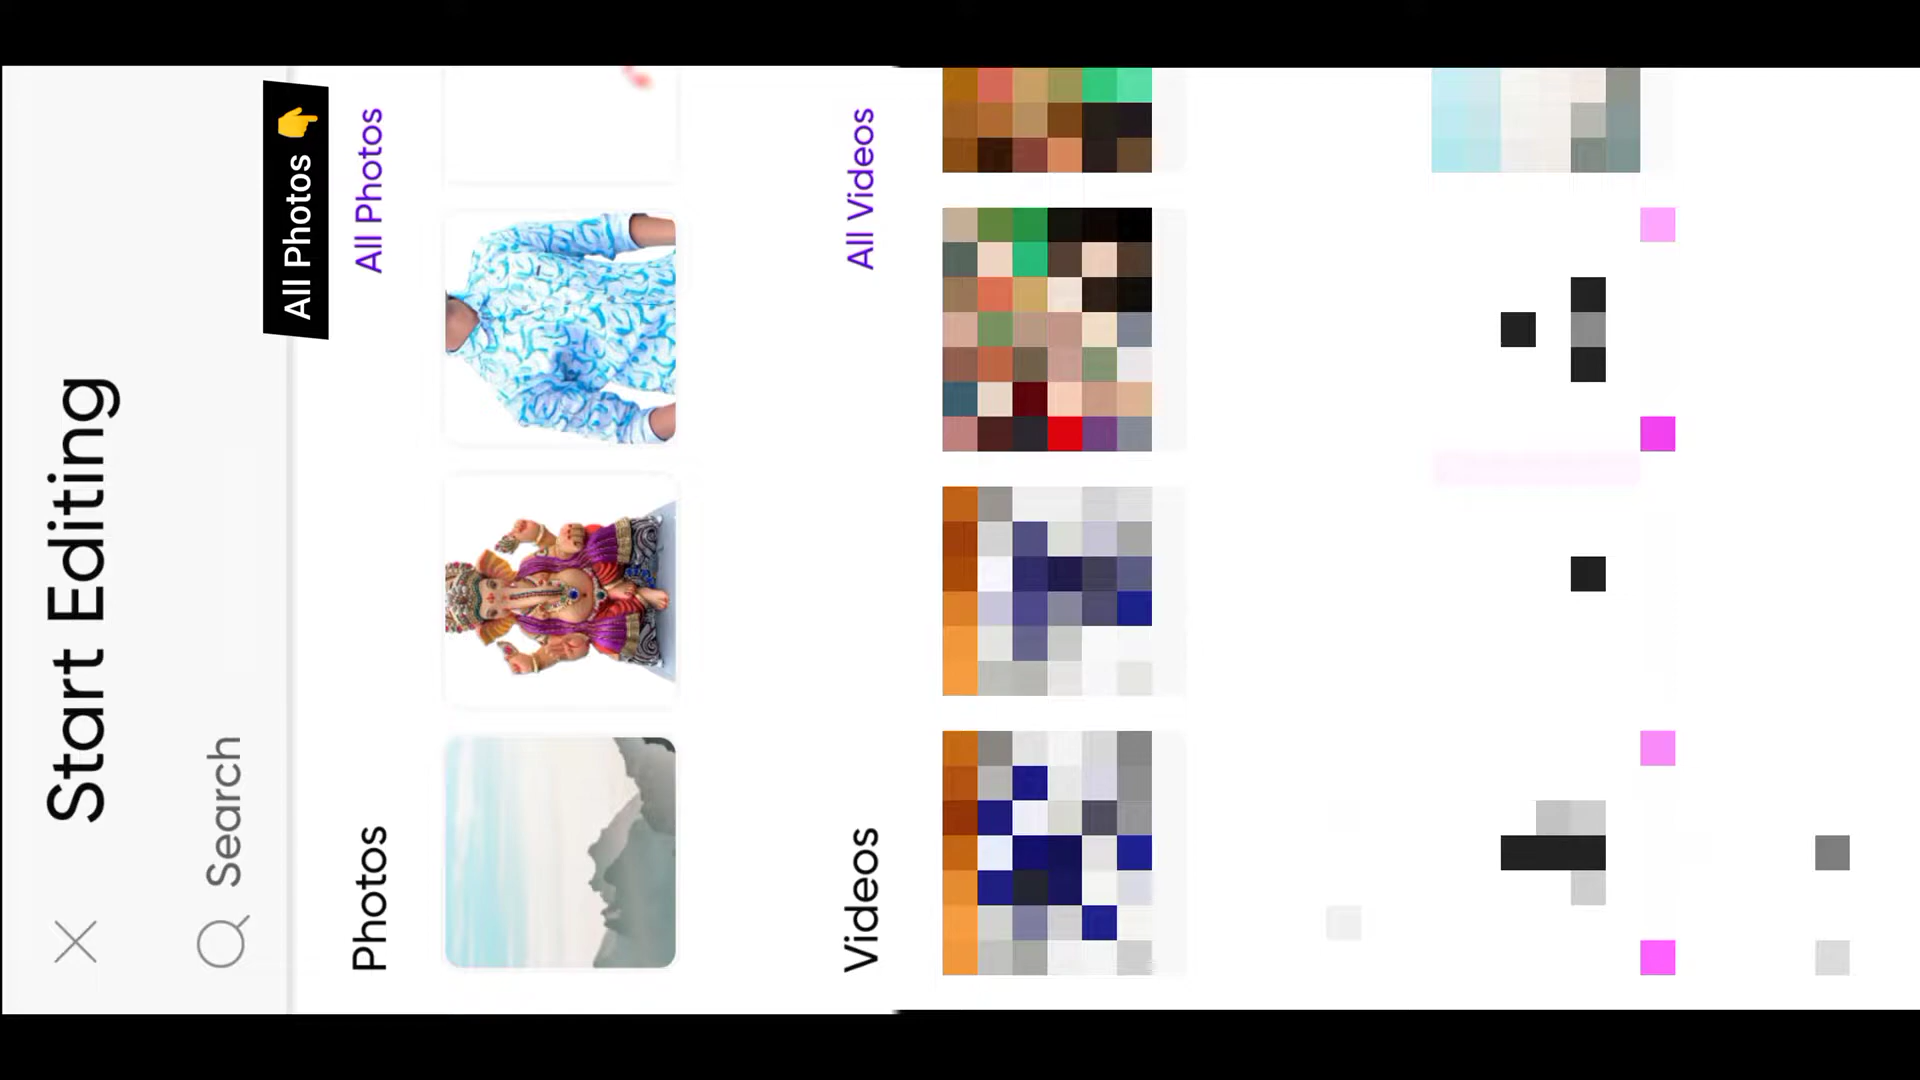 Start Editing
Search
All Photos 👉
Photos
All Photos
Videos
All Videos